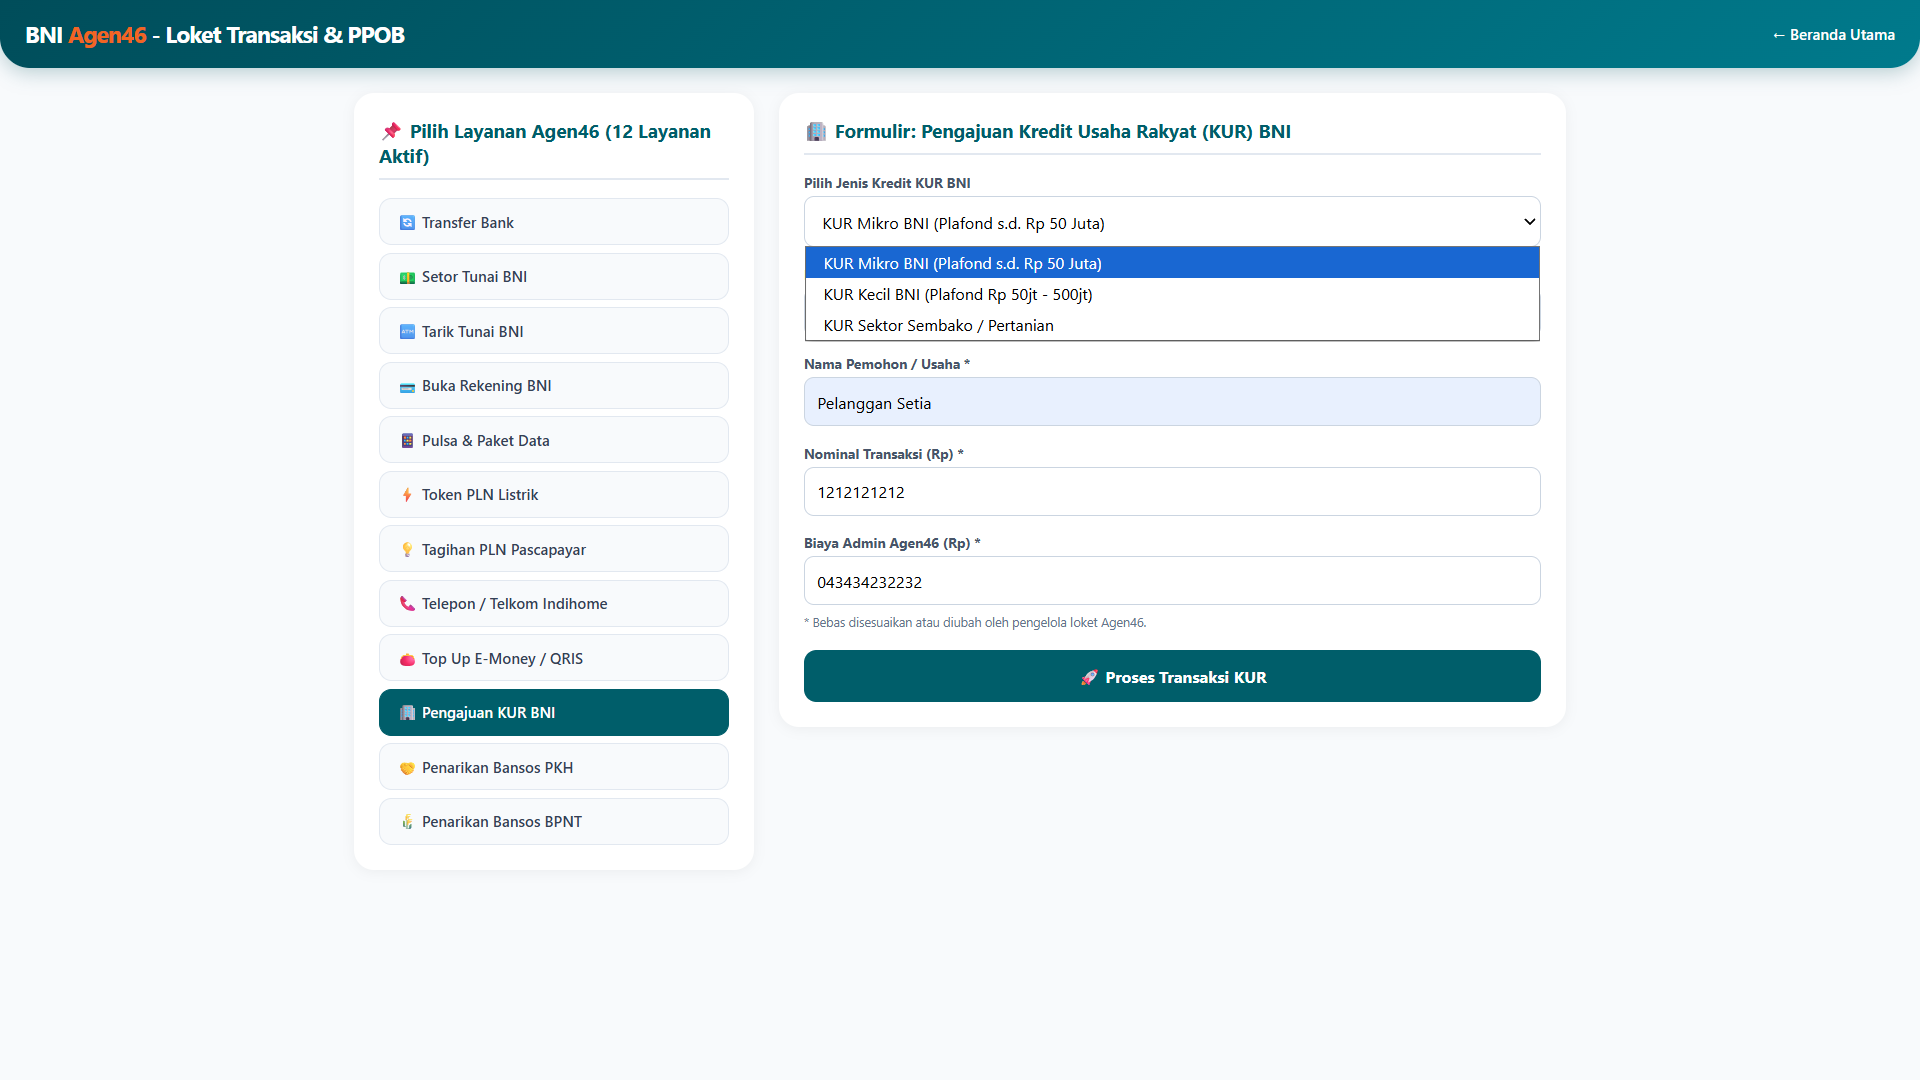 BNI Agen46 - Loket Transaksi & PPOB
← Beranda Utama
📌 Pilih Layanan Agen46 (12 Layanan
Aktif)
🔄 Transfer Bank
💵 Setor Tunai BNI
🏧 Tarik Tunai BNI
💳 Buka Rekening BNI
📱 Pulsa & Paket Data
⚡ Token PLN Listrik
💡 Tagihan PLN Pascapayar
📞 Telepon / Telkom Indihome
👛 Top Up E-Money / QRIS
🏢 Pengajuan KUR BNI
🤝 Penarikan Bansos PKH
🌾 Penarikan Bansos BPNT
🏢 Formulir: Pengajuan Kredit Usaha Rakyat (KUR) BNI
Pilih Jenis Kredit KUR BNI
KUR Mikro BNI (Plafond s.d. Rp 50 Juta)
KUR Mikro BNI (Plafond s.d. Rp 50 Juta)
KUR Kecil BNI (Plafond Rp 50jt - 500jt)
KUR Sektor Sembako / Pertanian
Nama Pemohon / Usaha *
Pelanggan Setia
Nominal Transaksi (Rp) *
1212121212
Biaya Admin Agen46 (Rp) *
043434232232
* Bebas disesuaikan atau diubah oleh pengelola loket Agen46.
🚀 Proses Transaksi KUR